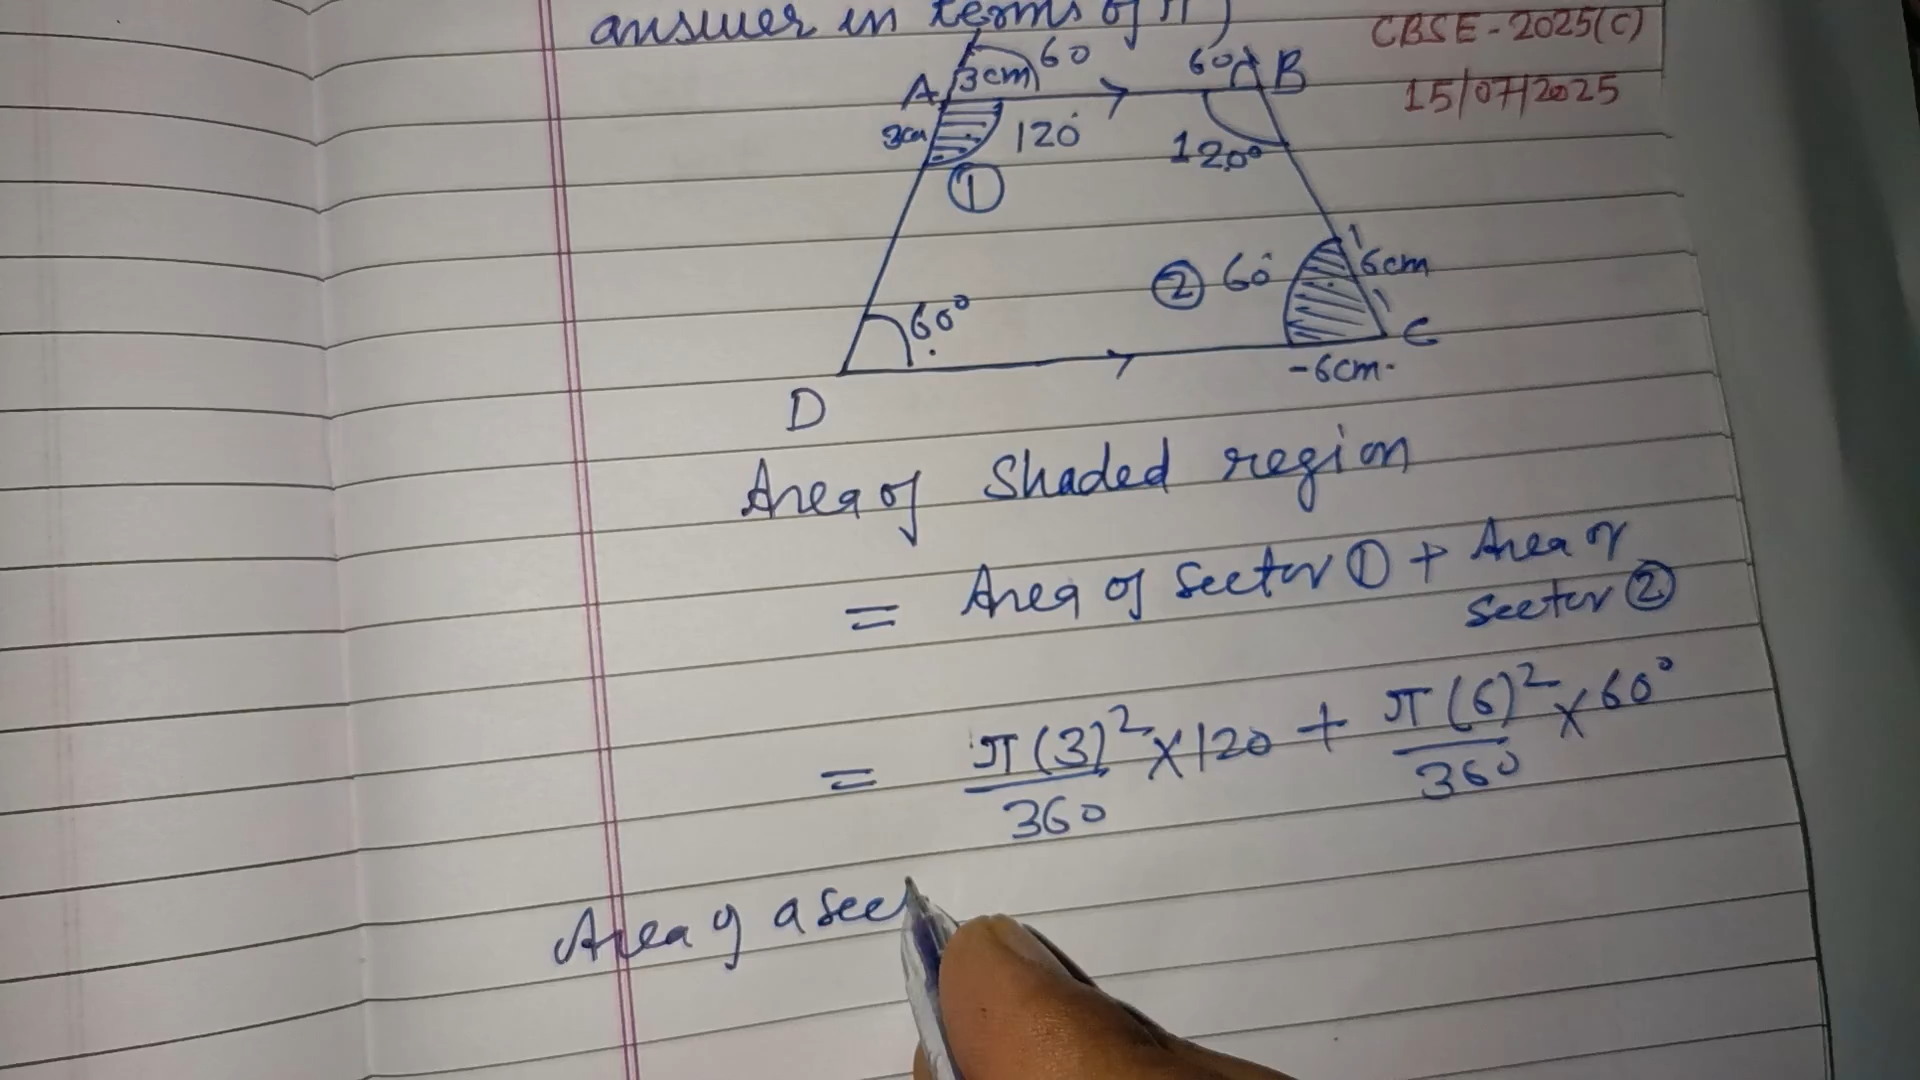 answer in terms of π)
CBSE-2025(C)
15/07/2025
A 3cm 60 60 B
3cm 120° 120°
①
② 60° 6cm
60° C
-6cm-
D
Area of Shaded region
= Area of sector ① + Area of
sector ②
= π(3)²/360 × 120 + π(6)²/360 × 60°
Area of a sec